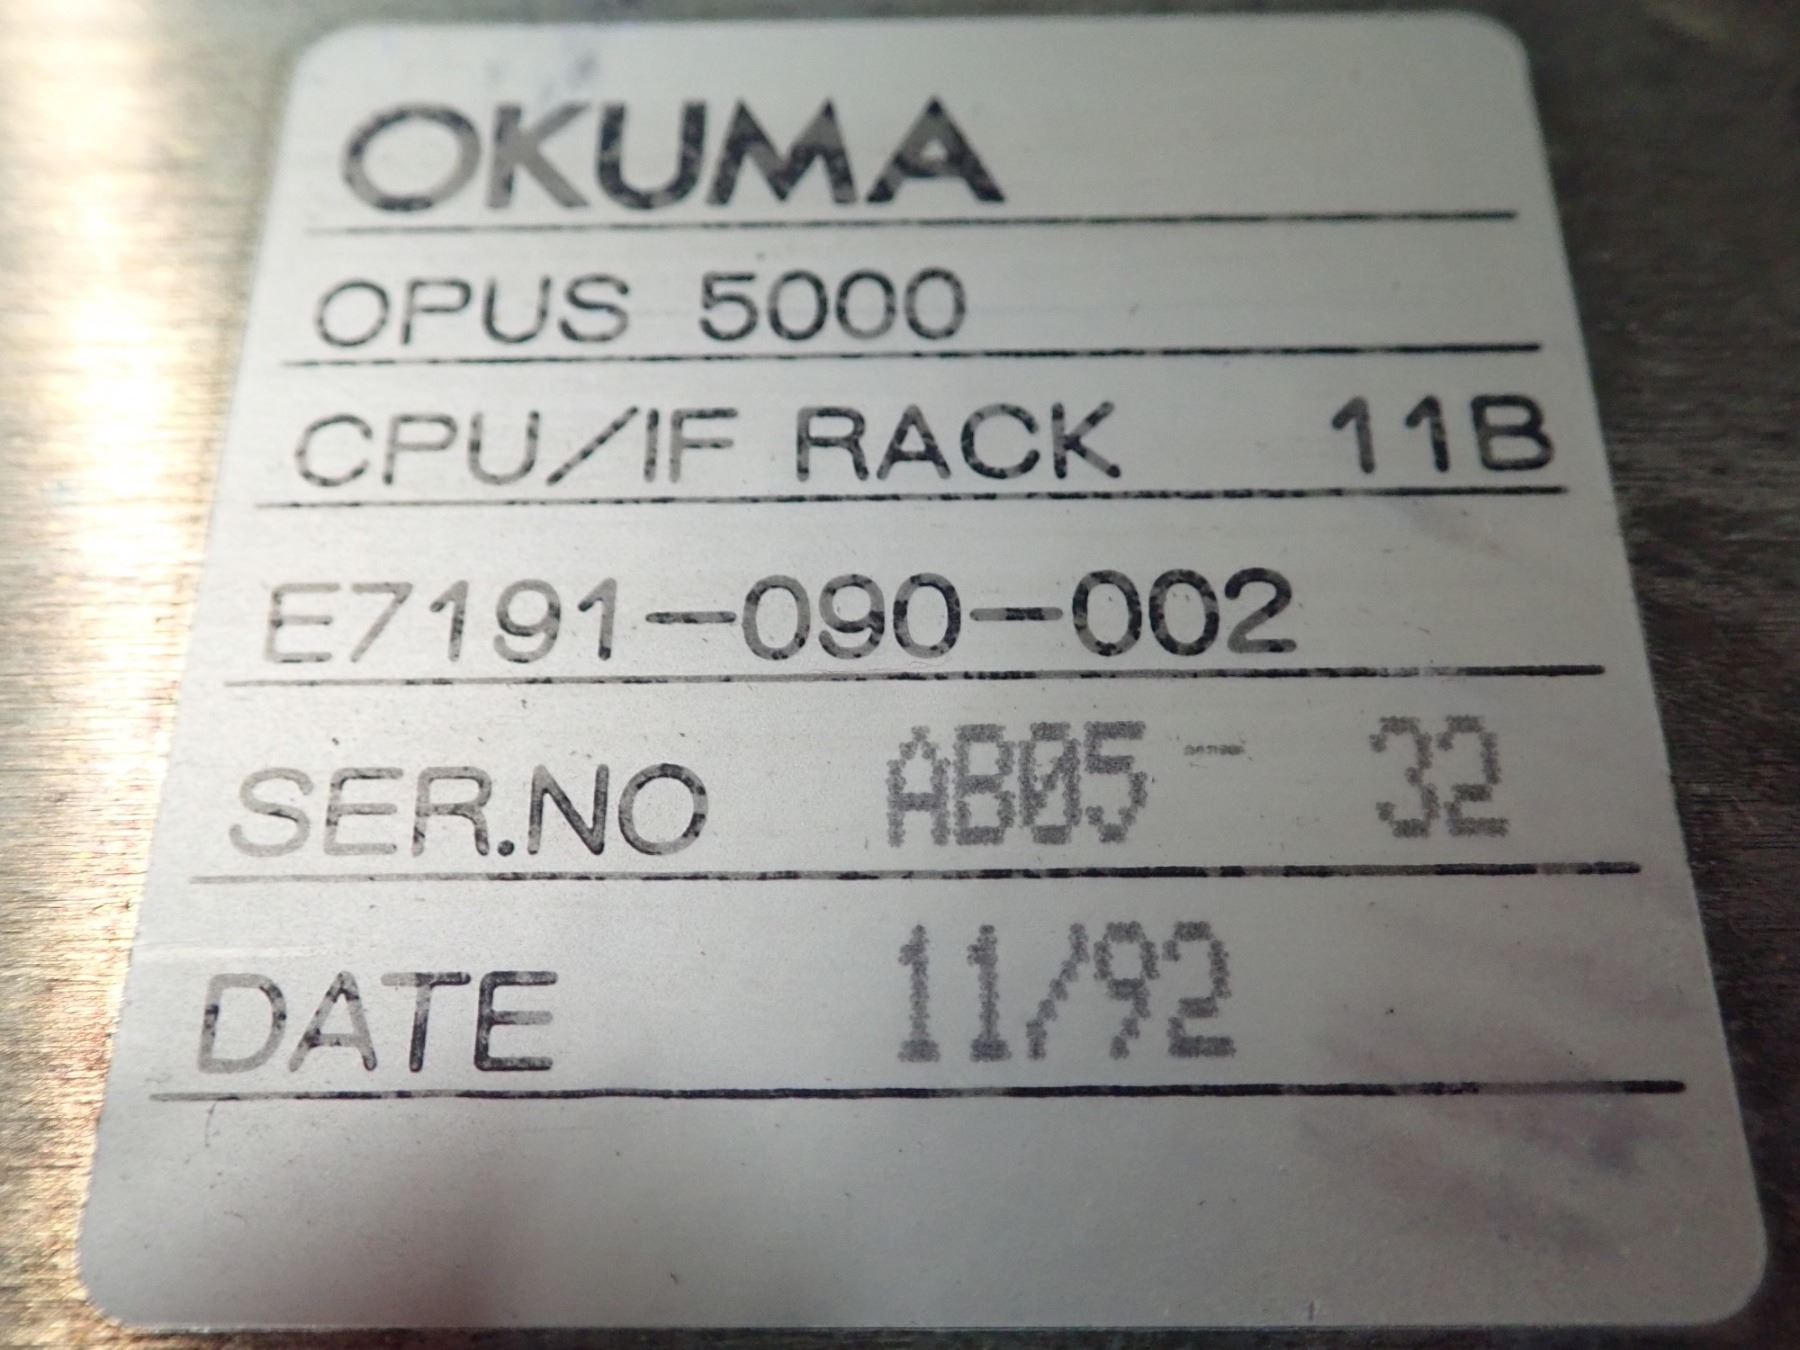 OKUMA
OPUS 5000
CPU/IF RACK 11B
E7191-090-002
SER.NO AB05- 32
DATE 11/92